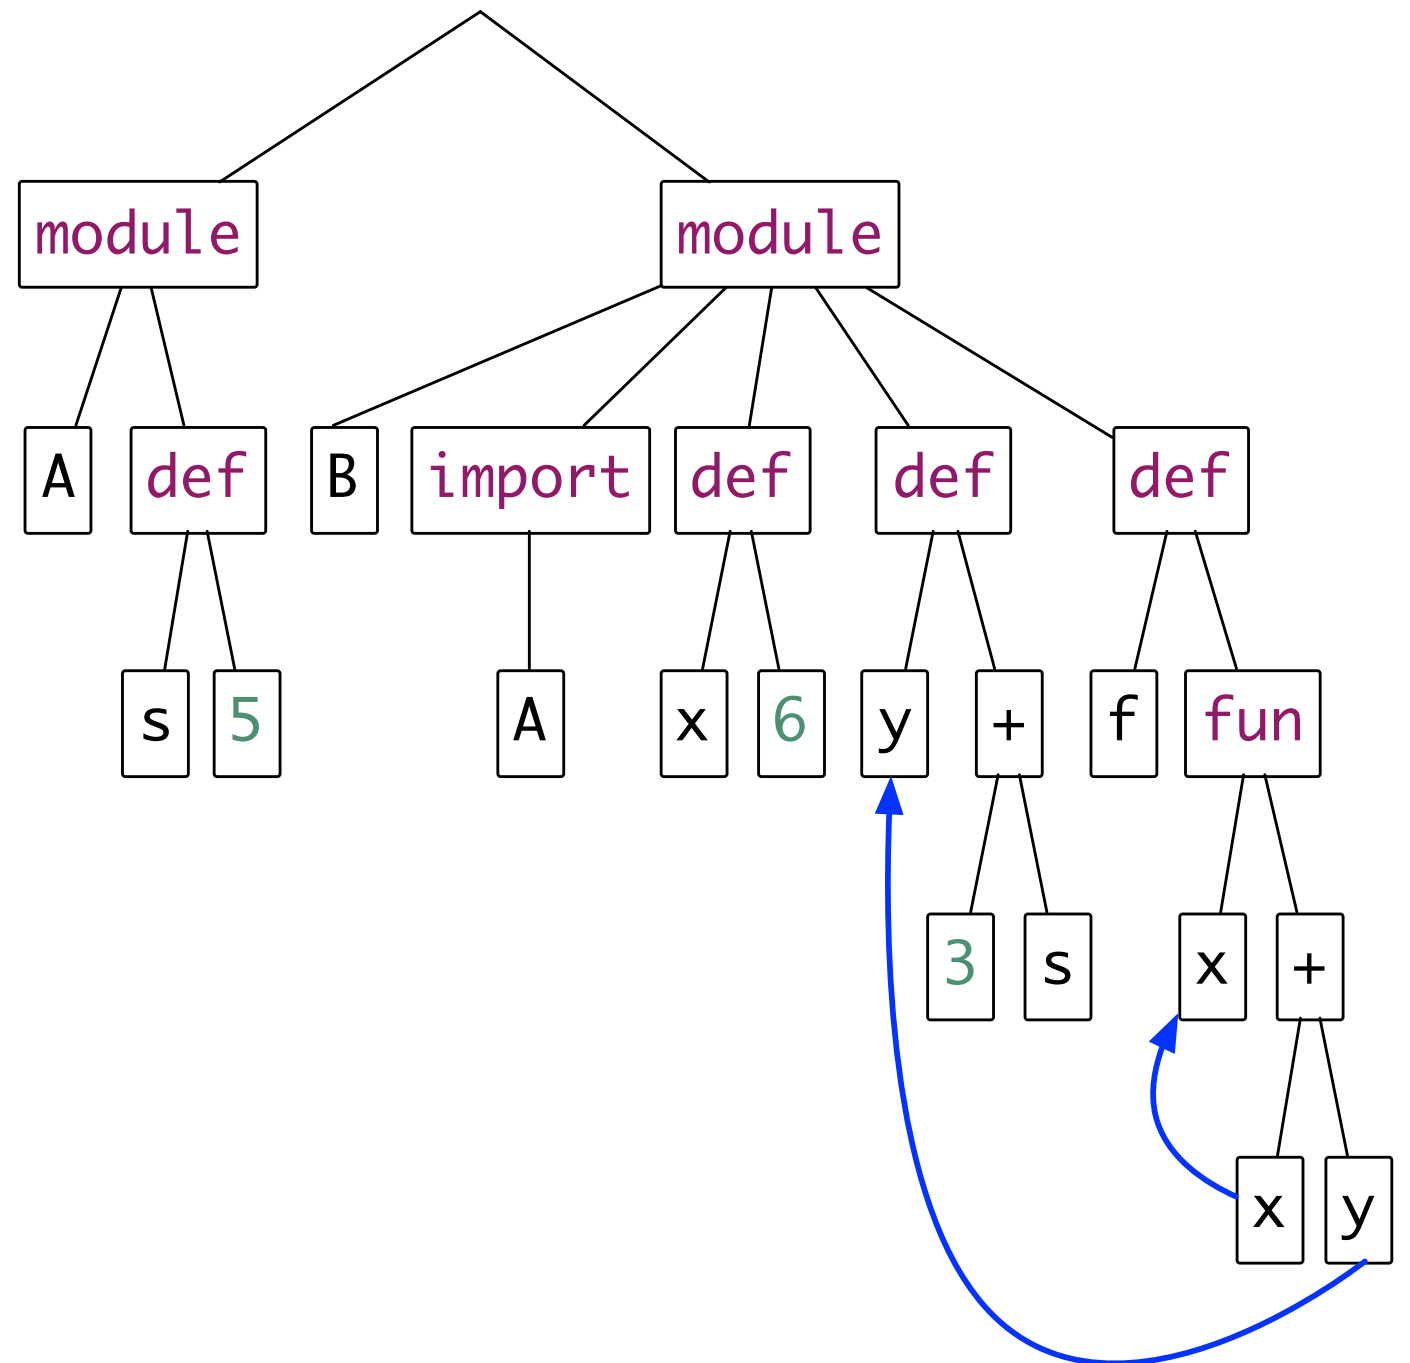 module module
A def B import def def def
s 5 A x 6 y + f fun
3 s x +
x y